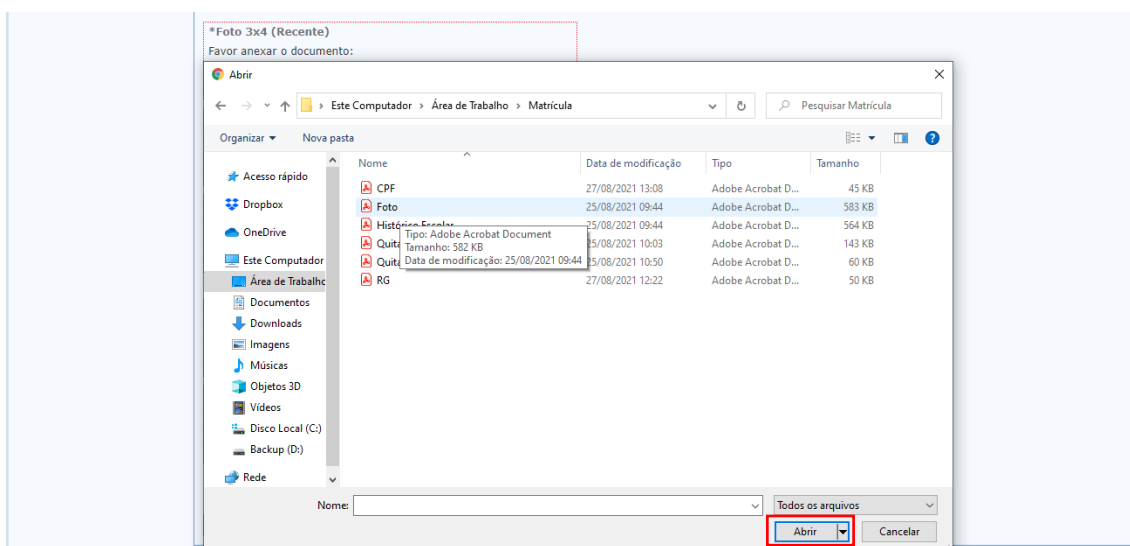 *Foto 3x4 (Recente)
Favor anexar o documento:
Abrir
Este Computador › Área de Trabalho › Matrícula
Pesquisar Matrícula
Organizar
Nova pasta
Nome Data de modificação Tipo Tamanho
Acesso rápido
Dropbox
OneDrive
Este Computador
Área de Trabalho
Documentos
Downloads
Imagens
Músicas
Objetos 3D
Vídeos
Disco Local (C:)
Backup (D:)
Rede
CPF 27/08/2021 13:08 Adobe Acrobat D... 45 KB
Foto 25/08/2021 09:44 Adobe Acrobat D... 583 KB
Histórico Escolar 25/08/2021 09:44 Adobe Acrobat D... 564 KB
Quita 25/08/2021 10:03 Adobe Acrobat D... 143 KB
Quita 25/08/2021 10:50 Adobe Acrobat D... 60 KB
RG 27/08/2021 12:22 Adobe Acrobat D... 50 KB
Tipo: Adobe Acrobat Document
Tamanho: 582 KB
Data de modificação: 25/08/2021 09:44
Nome:
Todos os arquivos
Abrir
Cancelar